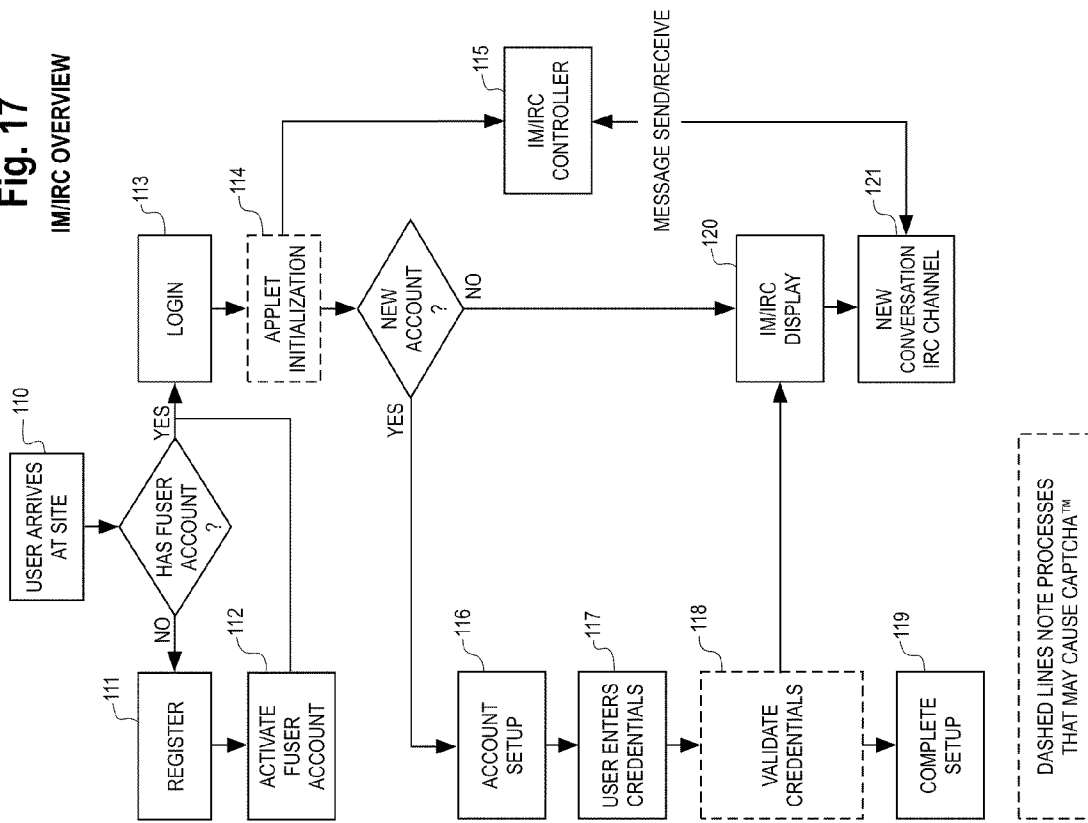 Fig. 17
IM/IRC OVERVIEW
110
USER ARRIVES
AT SITE
HAS FUSER
ACCOUNT
?
NO
YES
111
REGISTER
112
ACTIVATE
FUSER
ACCOUNT
113
LOGIN
114
APPLET
INITIALIZATION
115
IM/IRC
CONTROLLER
NEW
ACCOUNT
?
YES
NO
116
ACCOUNT
SETUP
117
USER ENTERS
CREDENTIALS
118
VALIDATE
CREDENTIALS
119
COMPLETE
SETUP
MESSAGE SEND/RECEIVE
120
IM/IRC
DISPLAY
121
NEW
CONVERSATION
IRC CHANNEL
DASHED LINES NOTE PROCESSES
THAT MAY CAUSE CAPTCHA™